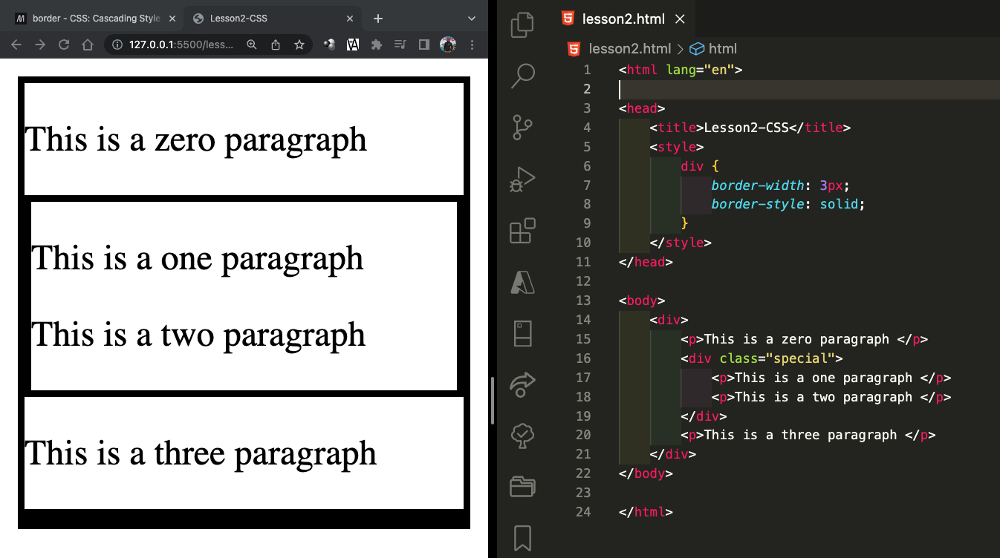 border - CSS: Cascading Style
Lesson2-CSS
127.0.0.1:5500/less...
This is a zero paragraph
This is a one paragraph
This is a two paragraph
This is a three paragraph
lesson2.html
lesson2.html > html
1 <html lang="en">
2
3 <head>
4 <title>Lesson2-CSS</title>
5 <style>
6 div {
7 border-width: 3px;
8 border-style: solid;
9 }
10 </style>
11 </head>
12
13 <body>
14 <div>
15 <p>This is a zero paragraph </p>
16 <div class="special">
17 <p>This is a one paragraph </p>
18 <p>This is a two paragraph </p>
19 </div>
20 <p>This is a three paragraph </p>
21 </div>
22 </body>
23
24 </html>